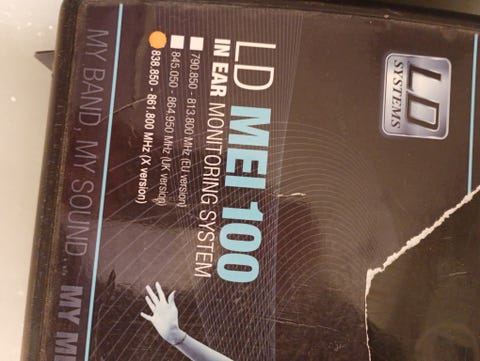 LD
SYSTEMS
LD MEI 100
IN EAR MONITORING SYSTEM
790.850 - 813.800 MHz (EU version)
845.050 - 864.950 MHz (UK version)
838.850 - 861.800 MHz (X version)
MY BAND, MY SOUND... MY